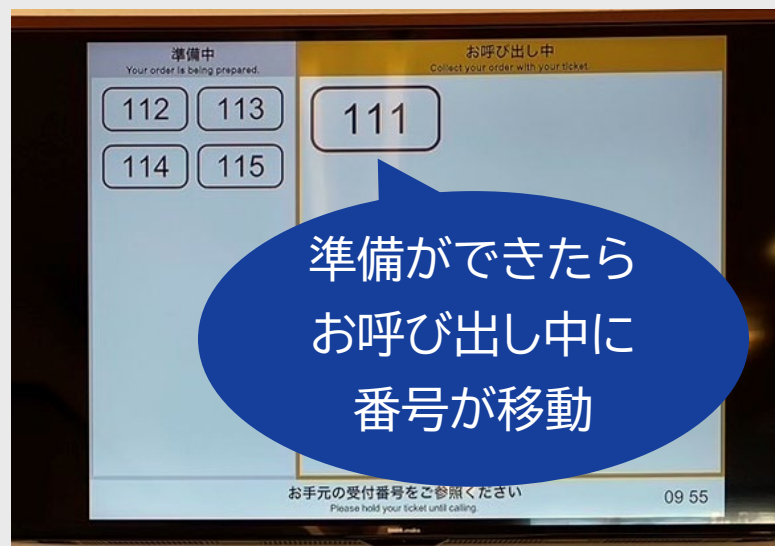 準備中
Your order is being prepared.
112 113
114 115
お呼び出し中
Collect your order with your ticket.
111
準備ができたら
お呼び出し中に
番号が移動
お手元の受付番号をご参照ください
Please hold your ticket until calling.
09 55